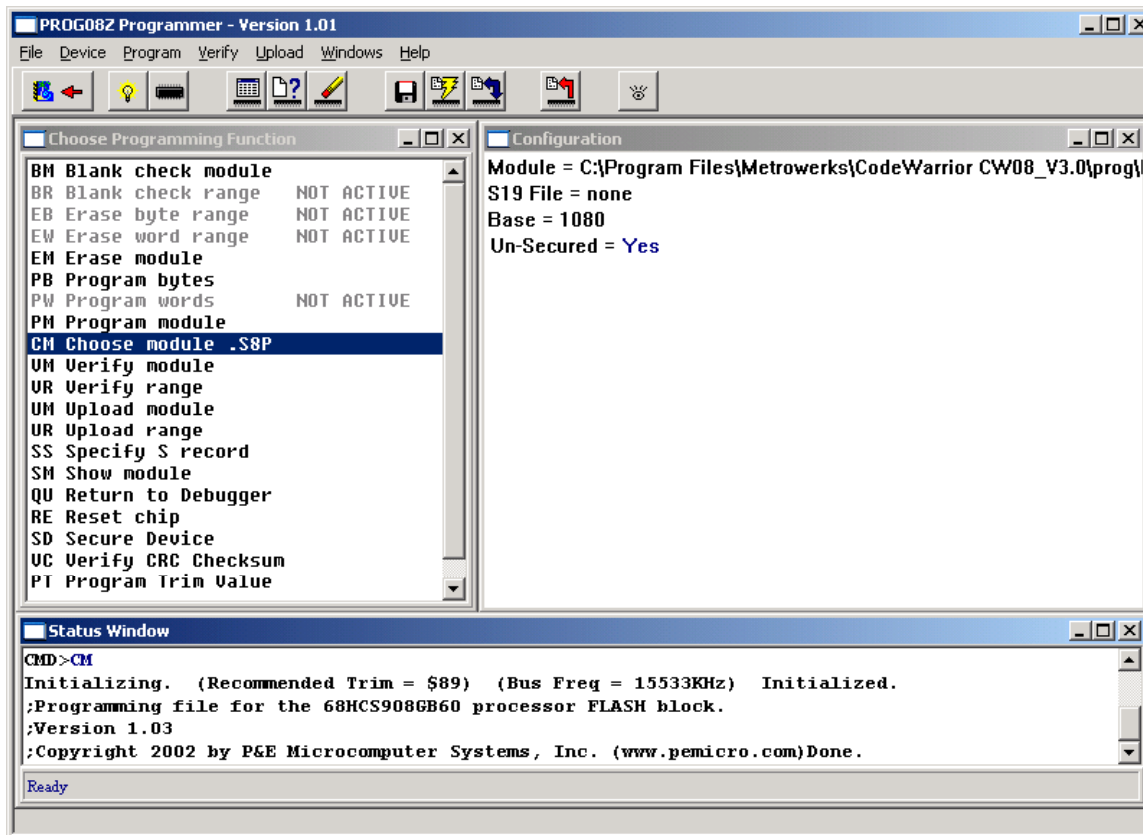 PROG08Z Programmer - Version 1.01
File Device Program Verify Upload Windows Help
Choose Programming Function
BM Blank check module
BR Blank check range NOT ACTIVE
EB Erase byte range NOT ACTIVE
EW Erase word range NOT ACTIVE
EM Erase module
PB Program bytes
PW Program words NOT ACTIVE
PM Program module
CM Choose module .S8P
VM Verify module
VR Verify range
UM Upload module
UR Upload range
SS Specify S record
SM Show module
QU Return to Debugger
RE Reset chip
SD Secure Device
VC Verify CRC Checksum
PT Program Trim Value
Configuration
Module = C:\Program Files\Metrowerks\CodeWarrior CW08_V3.0\prog\
S19 File = none
Base = 1080
Un-Secured = Yes
Status Window
CMD>CM
Initializing. (Recommended Trim = $89) (Bus Freq = 15533KHz) Initialized.
;Programming file for the 68HCS908GB60 processor FLASH block.
;Version 1.03
;Copyright 2002 by P&E Microcomputer Systems, Inc. (www.pemicro.com)Done.
Ready